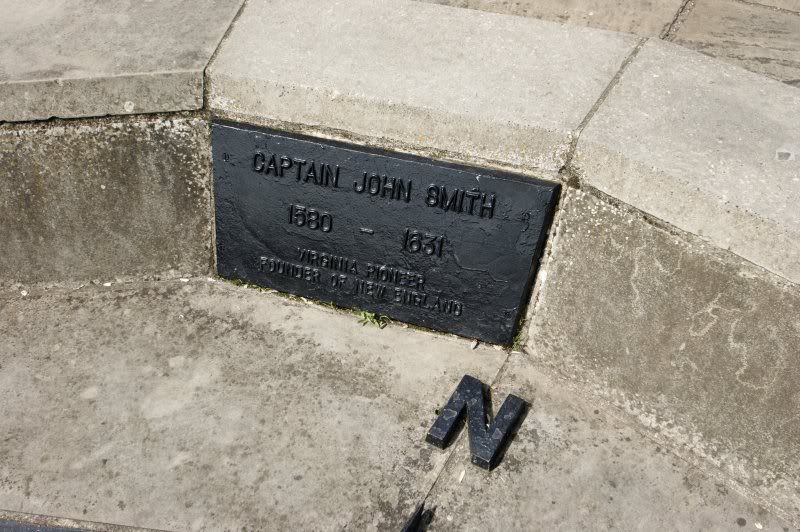 CAPTAIN JOHN SMITH
1580 - 1631
VIRGINIA PIONEER
FOUNDER OF NEW ENGLAND
N